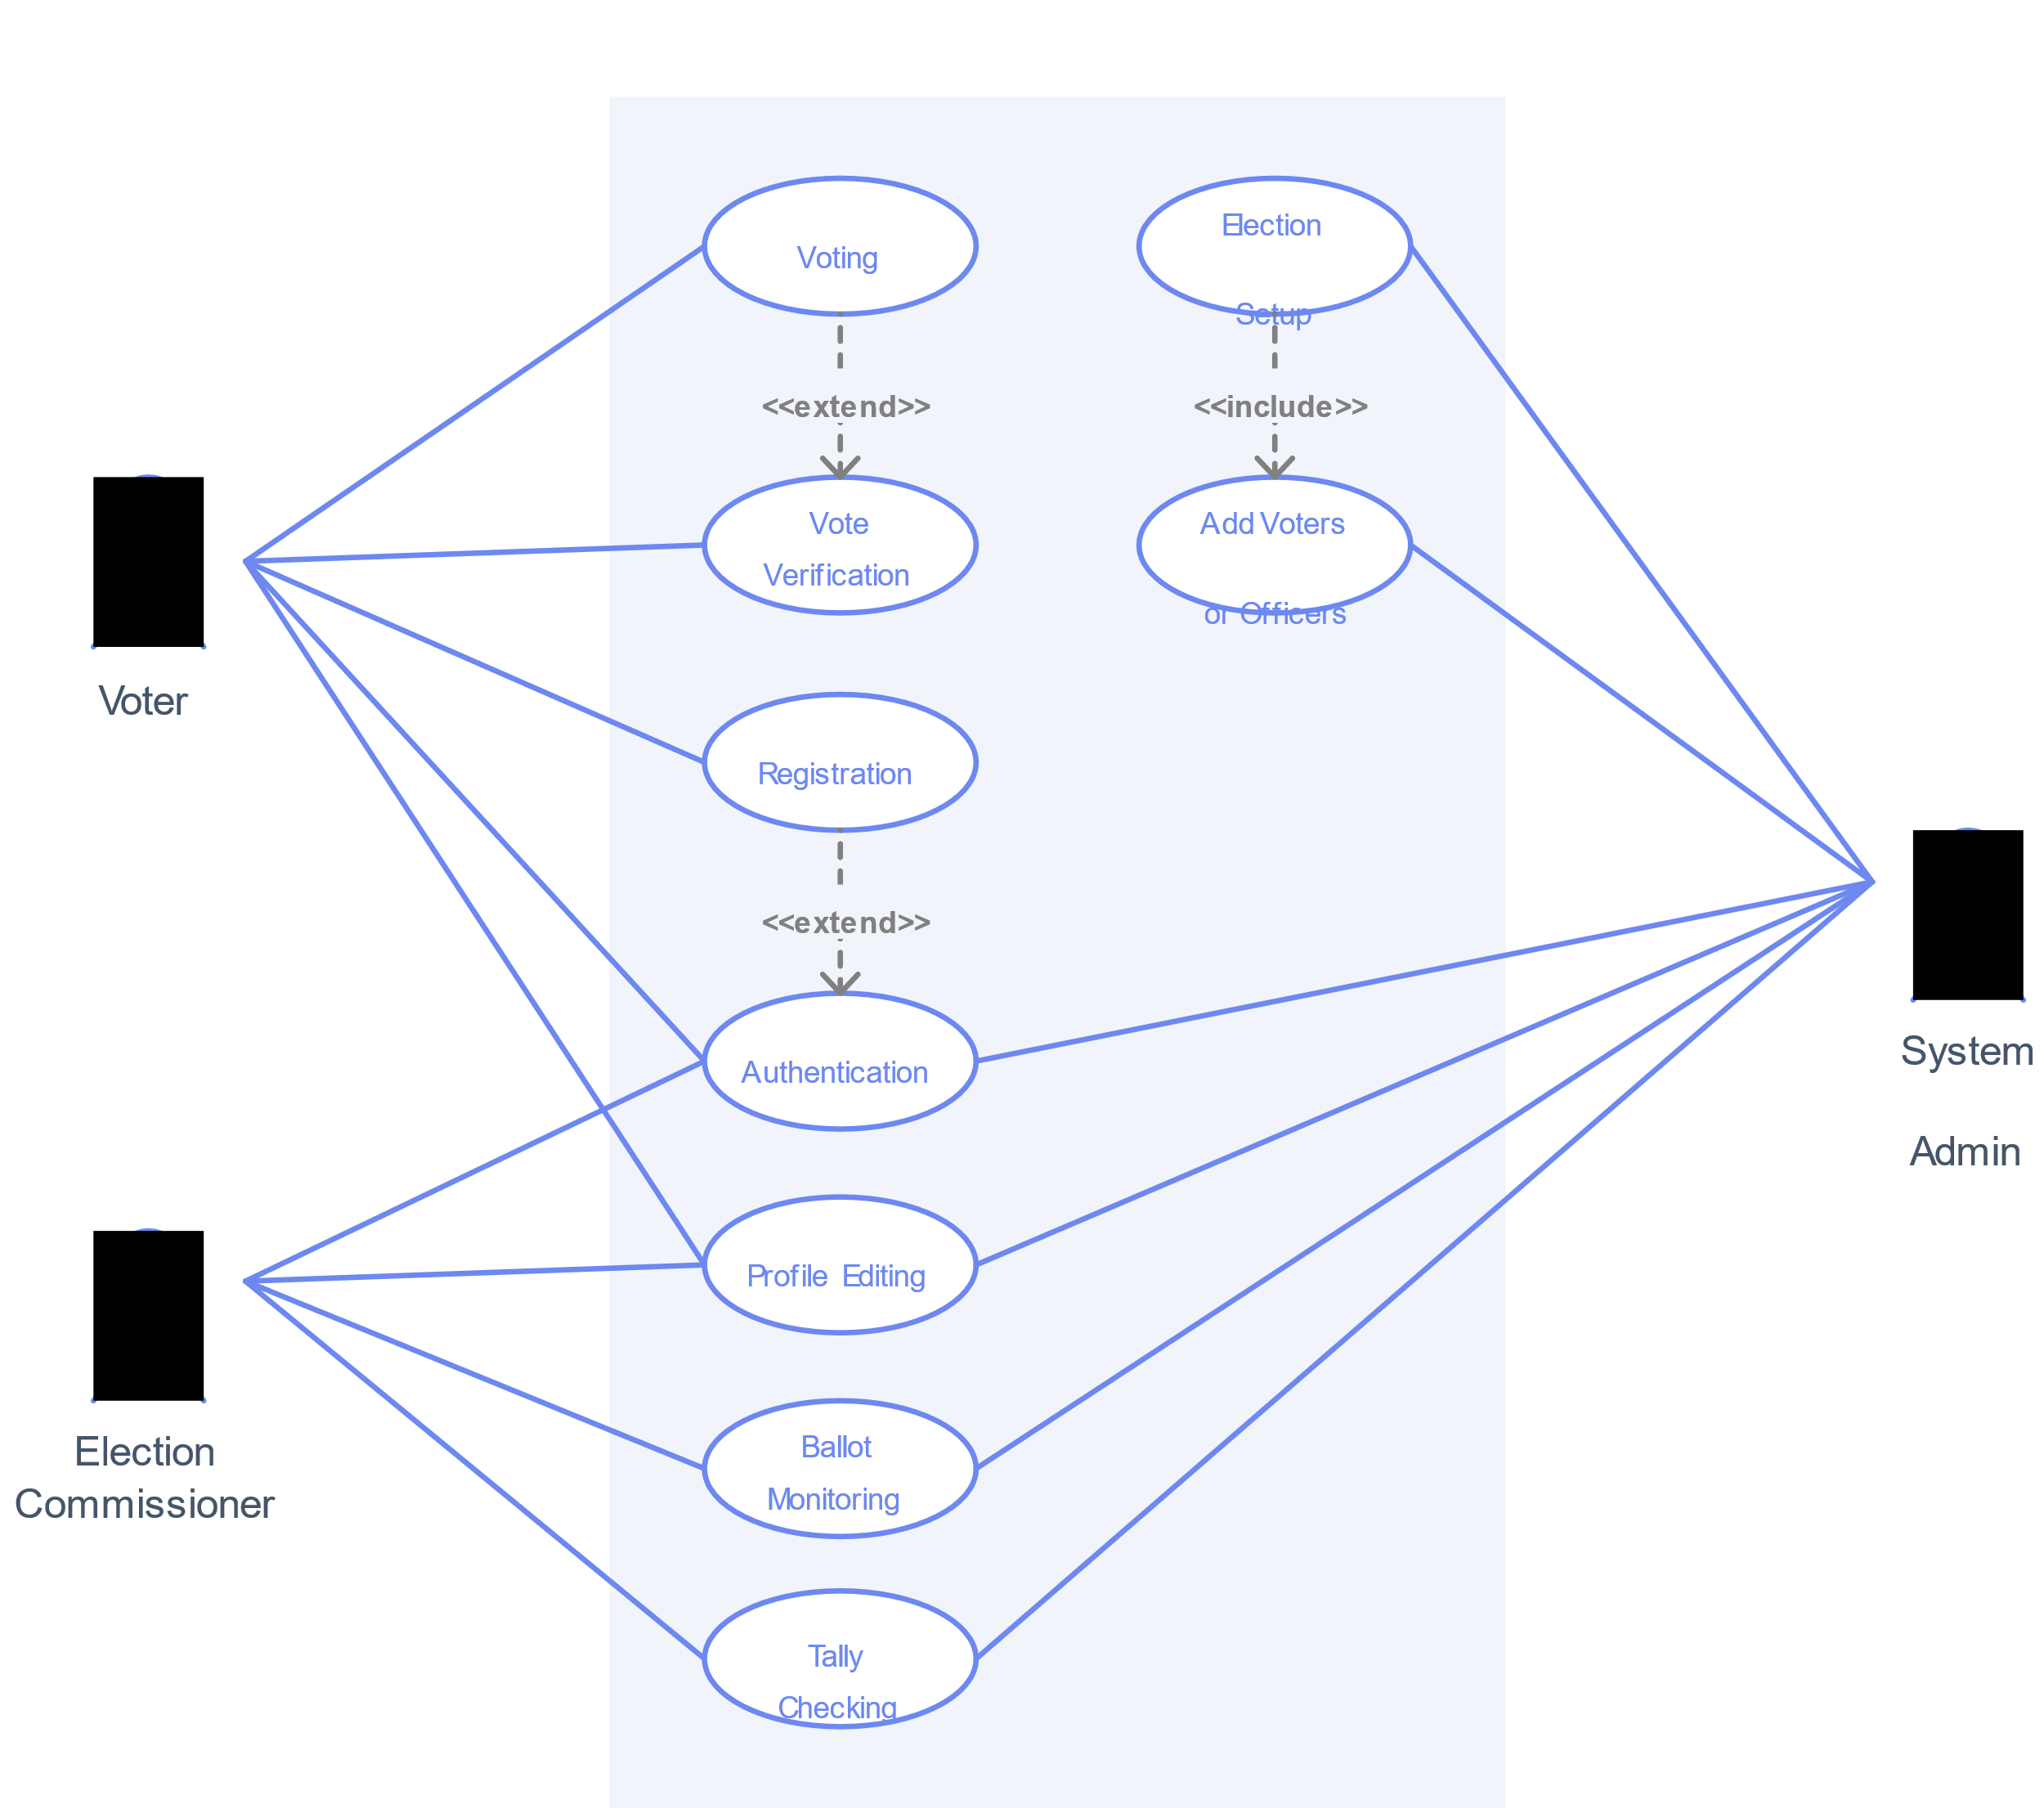 Voting
Election
Setup
<<extend>>
<<include>>
Vote
Verification
Add Voters
or Officers
Voter
Registration
<<extend>>
Authentication
System
Admin
Profile Editing
Election
Commissioner
Ballot
Monitoring
Tally
Checking